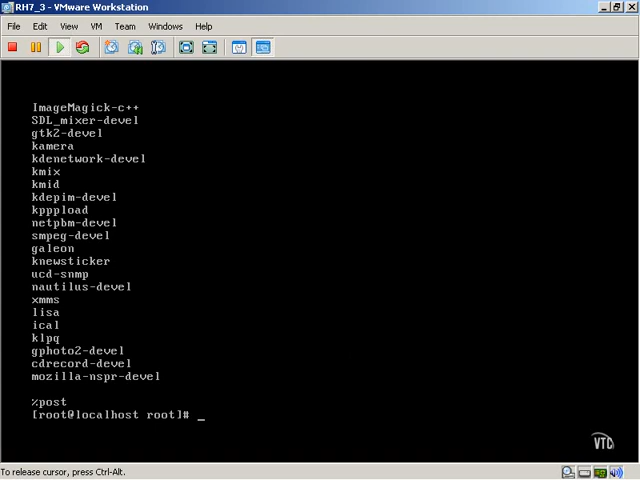 RH7_3 - VMware Workstation
File Edit View VM Team Windows Help
ImageMagick-c++
SDL_mixer-devel
gtk2-devel
kamera
kdenetwork-devel
kmix
kmid
kdepim-devel
kpppload
netpbm-devel
smpeg-devel
galeon
knewsticker
ucd-snmp
nautilus-devel
xmms
lisa
ical
klpq
gphoto2-devel
cdrecord-devel
mozilla-nspr-devel
%post
[root@localhost root]# _
VTC
To release cursor, press Ctrl-Alt.